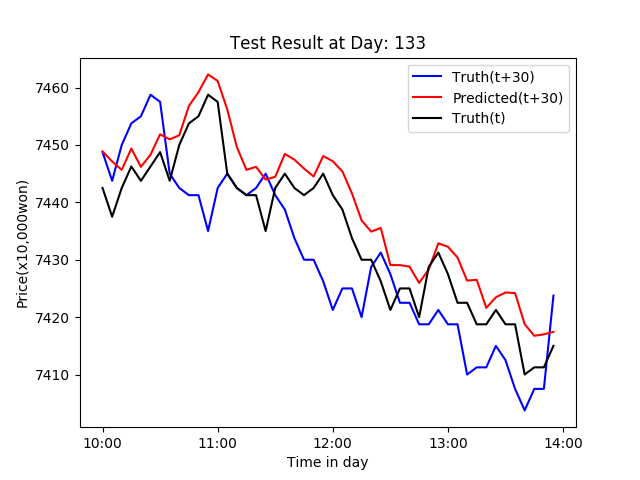 Test Result at Day: 133
Truth(t+30)
Predicted(t+30)
Truth(t)
Price(x10,000won)
7460
7450
7440
7430
7420
7410
10:00 11:00 12:00 13:00 14:00
Time in day